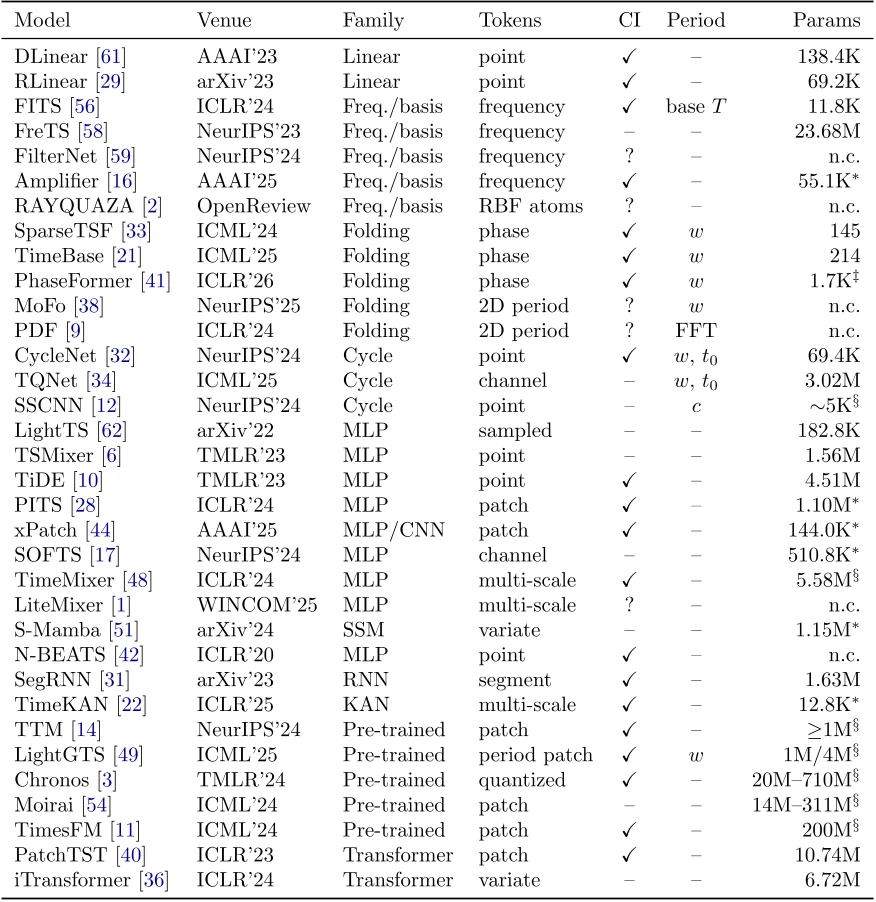 Model Venue Family Tokens CI Period Params
DLinear [61] AAAI’23 Linear point ✓ – 138.4K
RLinear [29] arXiv’23 Linear point ✓ – 69.2K
FITS [56] ICLR’24 Freq./basis frequency ✓ base T 11.8K
FreTS [58] NeurIPS’23 Freq./basis frequency – – 23.68M
FilterNet [59] NeurIPS’24 Freq./basis frequency ? – n.c.
Amplifier [16] AAAI’25 Freq./basis frequency ✓ – 55.1K*
RAYQUAZA [2] OpenReview Freq./basis RBF atoms ? – n.c.
SparseTSF [33] ICML’24 Folding phase ✓ w 145
TimeBase [21] ICML’25 Folding phase ✓ w 214
PhaseFormer [41] ICLR’26 Folding phase ✓ w 1.7K‡
MoFo [38] NeurIPS’25 Folding 2D period ? w n.c.
PDF [9] ICLR’24 Folding 2D period ? FFT n.c.
CycleNet [32] NeurIPS’24 Cycle point ✓ w, t₀ 69.4K
TQNet [34] ICML’25 Cycle channel – w, t₀ 3.02M
SSCNN [12] NeurIPS’24 Cycle point – c ∼5K§
LightTS [62] arXiv’22 MLP sampled – – 182.8K
TSMixer [6] TMLR’23 MLP point – – 1.56M
TiDE [10] TMLR’23 MLP point ✓ – 4.51M
PITS [28] ICLR’24 MLP patch ✓ – 1.10M*
xPatch [44] AAAI’25 MLP/CNN patch ✓ – 144.0K*
SOFTS [17] NeurIPS’24 MLP channel – – 510.8K*
TimeMixer [48] ICLR’24 MLP multi-scale ✓ – 5.58M§
LiteMixer [1] WINCOM’25 MLP multi-scale ? – n.c.
S-Mamba [51] arXiv’24 SSM variate – – 1.15M*
N-BEATS [42] ICLR’20 MLP point ✓ – n.c.
SegRNN [31] arXiv’23 RNN segment ✓ – 1.63M
TimeKAN [22] ICLR’25 KAN multi-scale ✓ – 12.8K*
TTM [14] NeurIPS’24 Pre-trained patch ✓ – ≥1M§
LightGTS [49] ICML’25 Pre-trained period patch ✓ w 1M/4M§
Chronos [3] TMLR’24 Pre-trained quantized ✓ – 20M–710M§
Moirai [54] ICML’24 Pre-trained patch – – 14M–311M§
TimesFM [11] ICML’24 Pre-trained patch ✓ – 200M§
PatchTST [40] ICLR’23 Transformer patch ✓ – 10.74M
iTransformer [36] ICLR’24 Transformer variate – – 6.72M